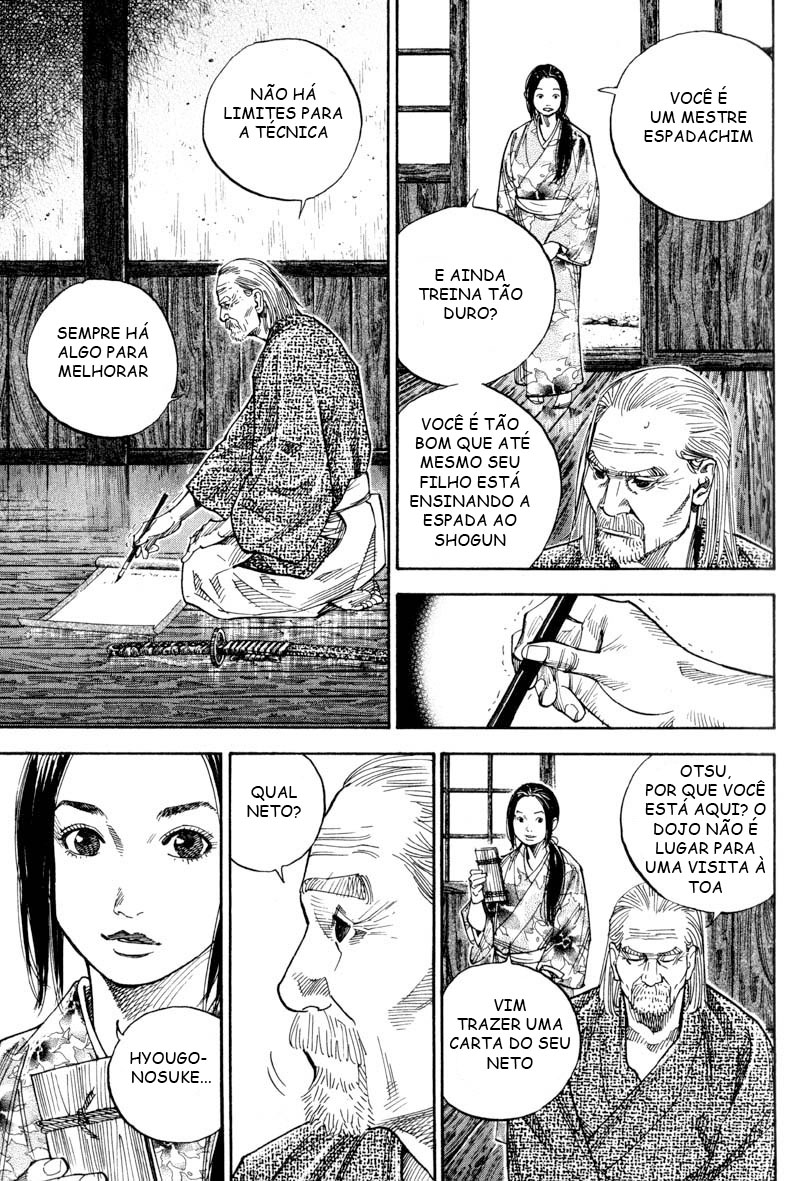 VOCÊ É
UM MESTRE
ESPADACHIM
E AINDA
TREINA TÃO
DURO?
VOCÊ É TÃO
BOM QUE ATÉ
MESMO SEU
FILHO ESTÁ
ENSINANDO A
ESPADA AO
SHOGUN
NÃO HÁ
LIMITES PARA
A TÉCNICA
SEMPRE HÁ
ALGO PARA
MELHORAR
OTSU,
POR QUE VOCÊ
ESTÁ AQUI? O
DOJO NÃO É
LUGAR PARA
UMA VISITA À
TOA
VIM
TRAZER UMA
CARTA DO SEU
NETO
QUAL
NETO?
HYOUGO-
NOSUKE...